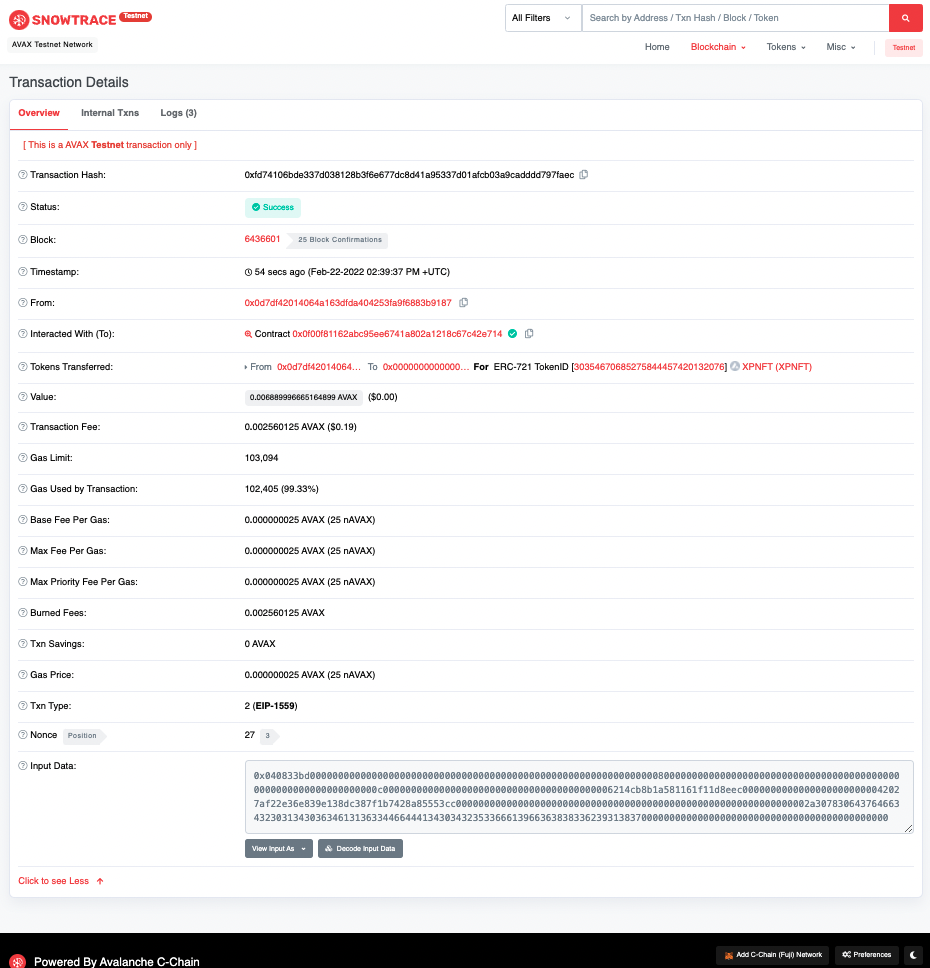 SNOWTRACE Testnet
All Filters Search by Address / Txn Hash / Block / Token
AVAX Testnet Network
Home Blockchain Tokens Misc Testnet
Transaction Details
Overview Internal Txns Logs (3)
[ This is a AVAX Testnet transaction only ]
Transaction Hash: 0xfd74106bde337d038128b3f6e677dc8d41a95337d01afcb03a9cadddd797faec
Status: Success
Block: 6436601 25 Block Confirmations
Timestamp: 54 secs ago (Feb-22-2022 02:39:37 PM +UTC)
From: 0x0d7df42014064a163dfda404253fa9f6883b9187
Interacted With (To): Contract 0x0f00f81162abc95ee6741a802a1218c67c42e714
Tokens Transferred: From 0x0d7df42014064... To 0x0000000000000... For ERC-721 TokenID [30354670685275844457420132076] XPNFT (XPNFT)
Value: 0.006889996665164899 AVAX ($0.00)
Transaction Fee: 0.002560125 AVAX ($0.19)
Gas Limit: 103,094
Gas Used by Transaction: 102,405 (99.33%)
Base Fee Per Gas: 0.000000025 AVAX (25 nAVAX)
Max Fee Per Gas: 0.000000025 AVAX (25 nAVAX)
Max Priority Fee Per Gas: 0.000000025 AVAX (25 nAVAX)
Burned Fees: 0.002560125 AVAX
Txn Savings: 0 AVAX
Gas Price: 0.000000025 AVAX (25 nAVAX)
Txn Type: 2 (EIP-1559)
Nonce Position 27 3
Input Data:
View Input As Decode Input Data
Click to see Less
Powered By Avalanche C-Chain
Add C-Chain (Fuji) Network Preferences